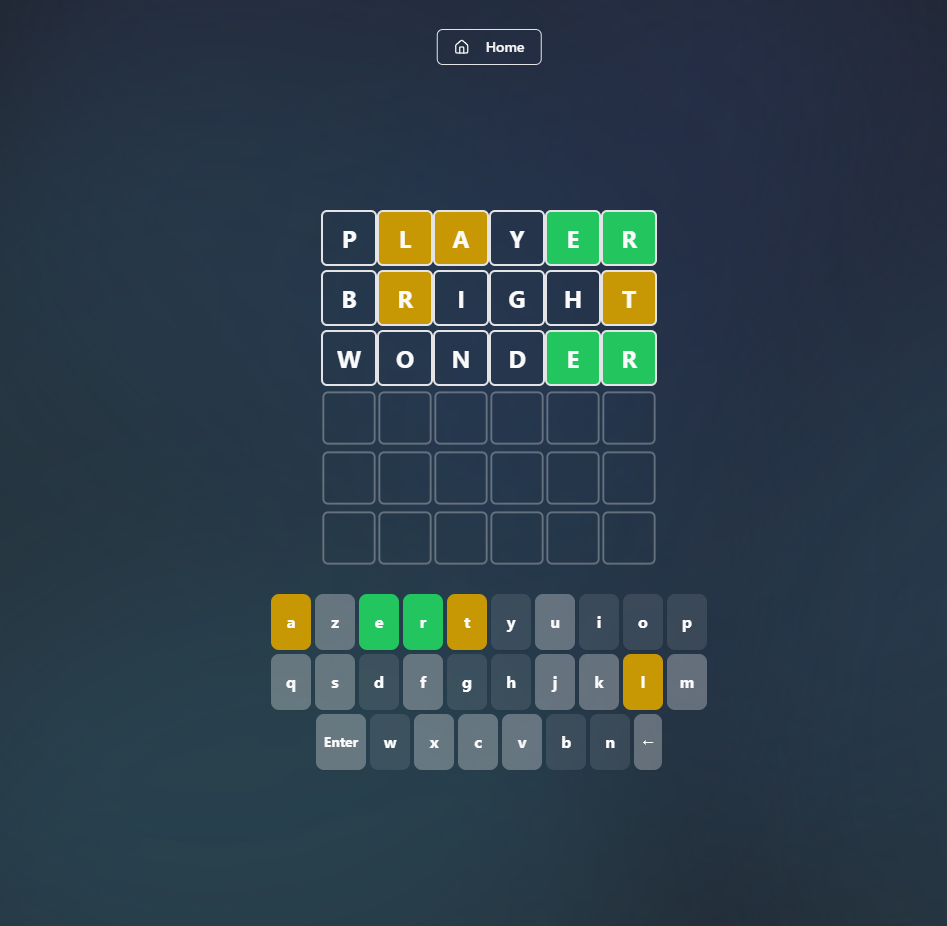 Home
P L A Y E R
B R I G H T
W O N D E R
a z e r t y u i o p
q s d f g h j k l m
Enter w x c v b n ←